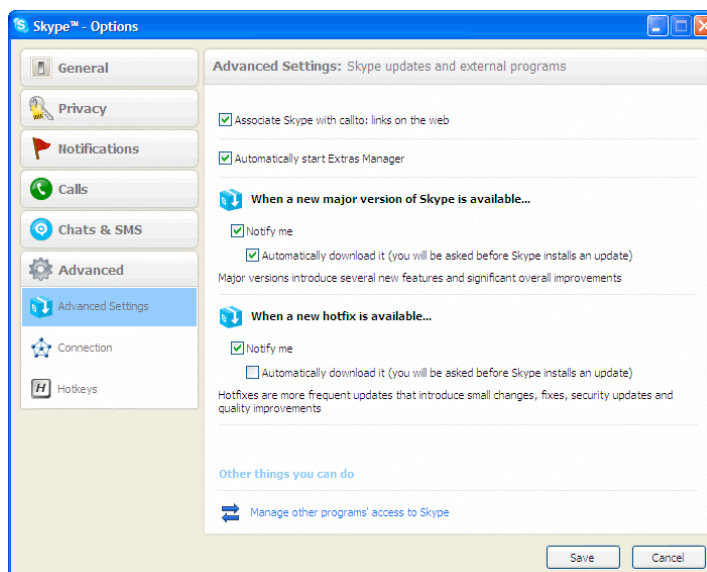 Skype™ - Options
General
Privacy
Notifications
Calls
Chats & SMS
Advanced
Advanced Settings
Connection
H Hotkeys
Advanced Settings: Skype updates and external programs
Associate Skype with callto: links on the web
Automatically start Extras Manager
When a new major version of Skype is available...
Notify me
Automatically download it (you will be asked before Skype installs an update)
Major versions introduce several new features and significant overall improvements
When a new hotfix is available...
Notify me
Automatically download it (you will be asked before Skype installs an update)
Hotfixes are more frequent updates that introduce small changes, fixes, security updates and
quality improvements
Other things you can do
Manage other programs' access to Skype
Save
Cancel